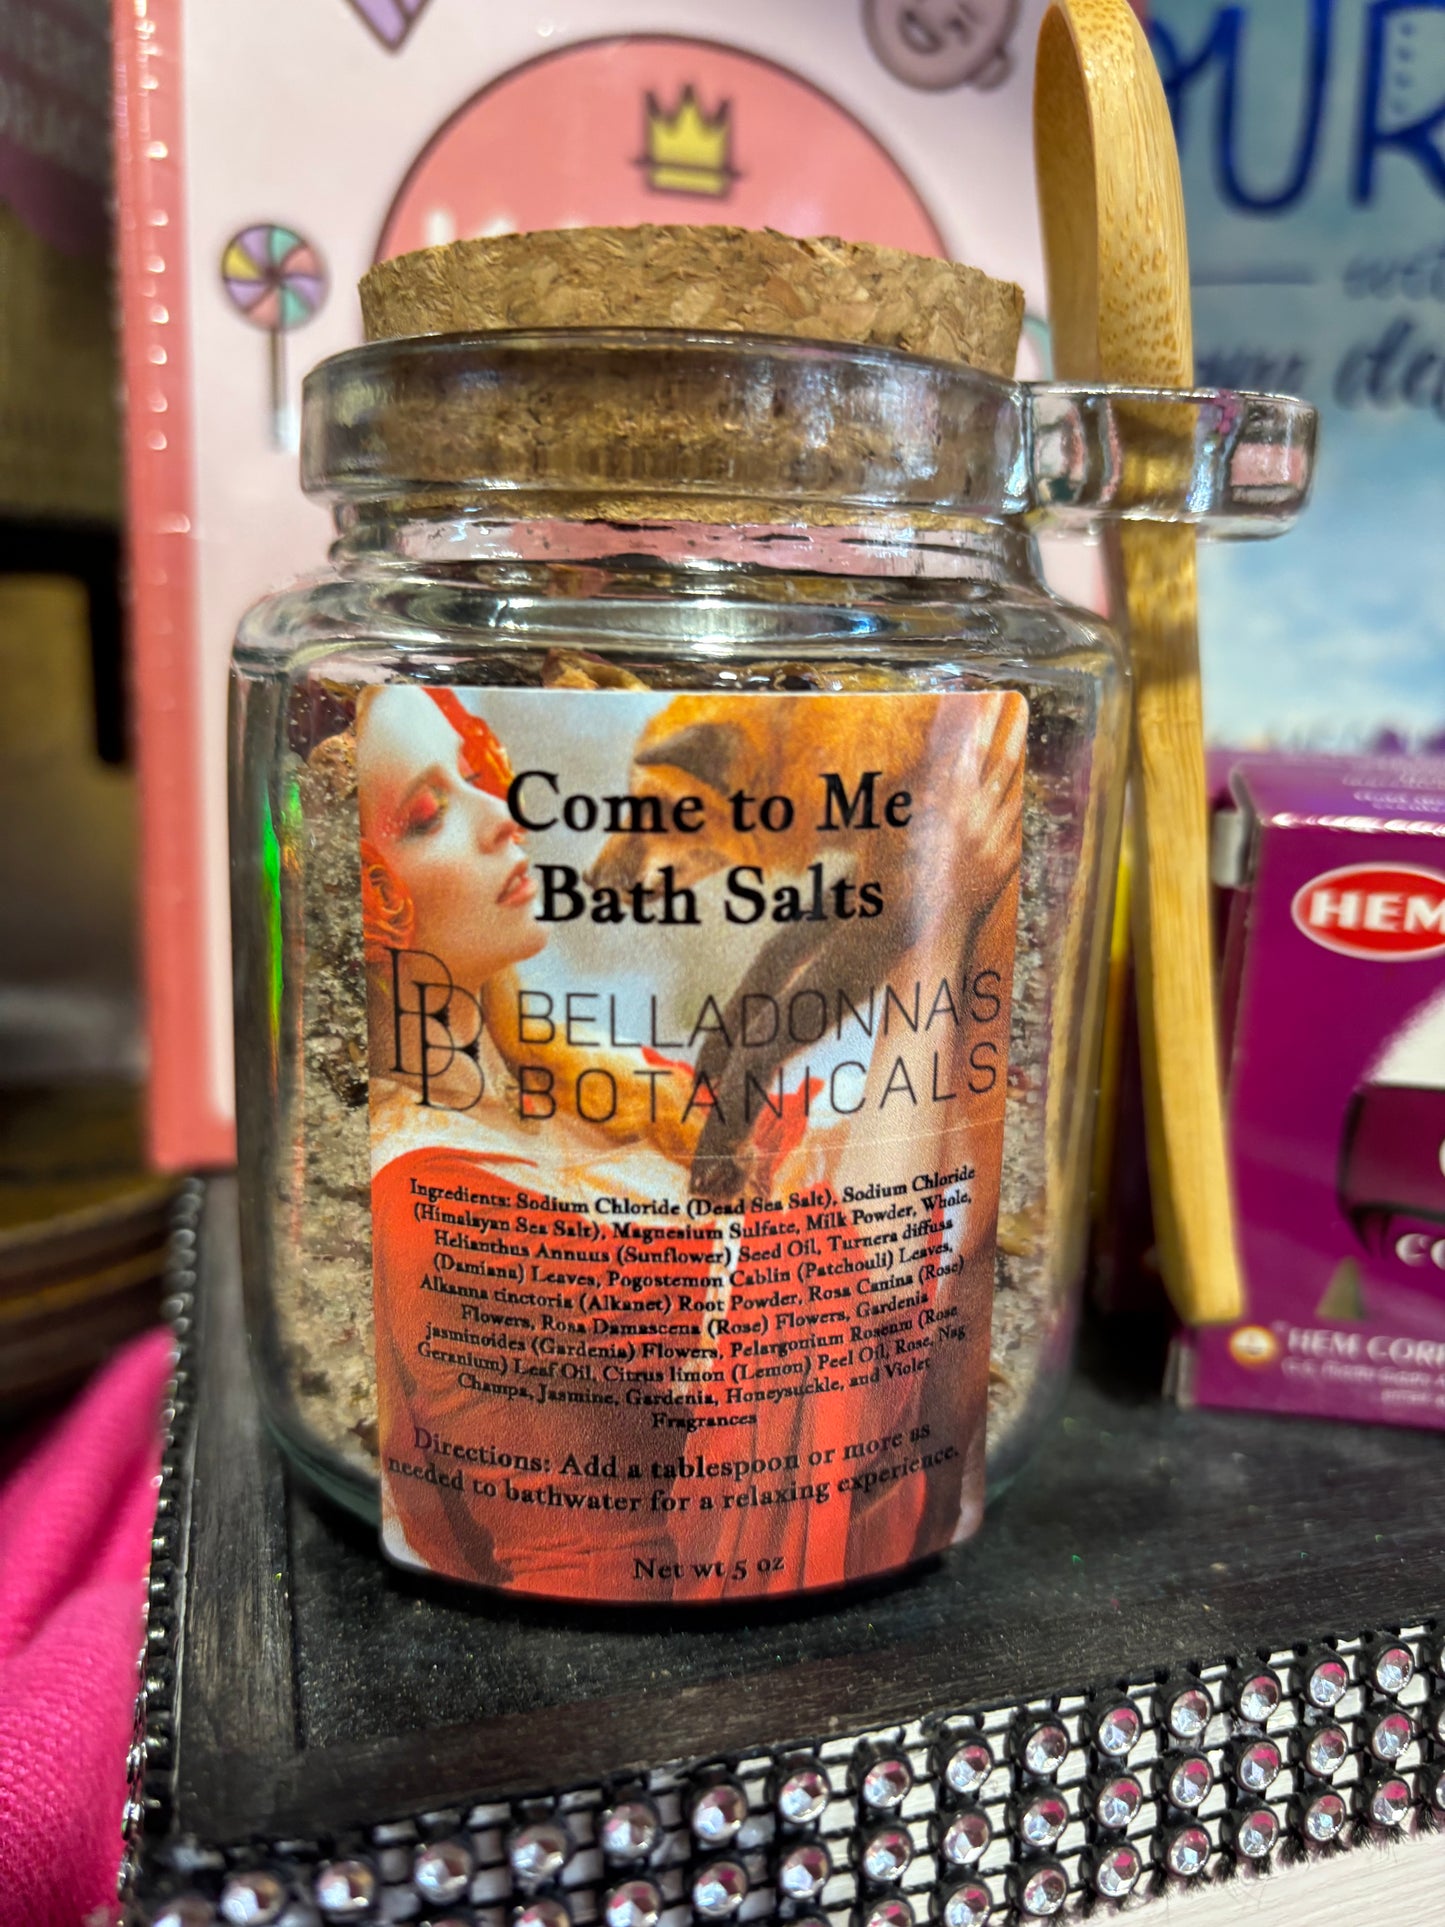 UR
Come to Me
Bath Salts
BB
BELLADONNA'S
BOTANICALS
Ingredients: Sodium Chloride (Dead Sea Salt), Sodium Chloride
(Himalayan Sea Salt), Magnesium Sulfate, Milk Powder, Whole,
Helianthus Annuus (Sunflower) Seed Oil, Turnera diffusa
(Damiana) Leaves, Pogostemon Cablin (Patchouli) Leaves,
Alkanna tinctoria (Alkanet) Root Powder, Rosa Canina (Rose)
Flowers, Rosa Damascena (Rose) Flowers, Gardenia
jasminoides (Gardenia) Flowers, Pelargonium Roseum (Rose
Geranium) Leaf Oil, Citrus limon (Lemon) Peel Oil, Rose, Nag
Champa, Jasmine, Gardenia, Honeysuckle, and Violet
Fragrances
Directions: Add a tablespoon or more as
needed to bathwater for a relaxing experience.
Net wt 5 oz
HEM
HEM COR